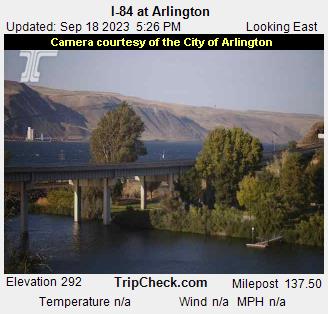 I-84 at Arlington
Updated: Sep 18 2023 5:26 PM Looking East
Camera courtesy of the City of Arlington
Elevation 292 TripCheck.com Milepost 137.50
Temperature n/a Wind n/a MPH n/a